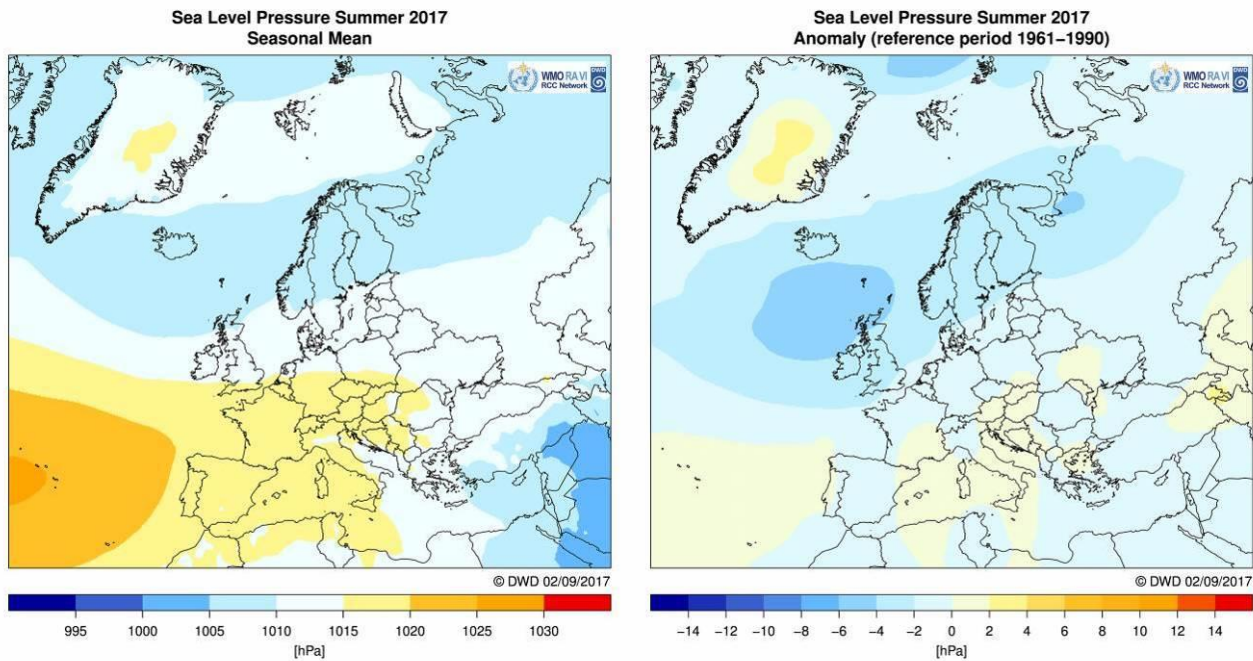 Sea Level Pressure Summer 2017
Seasonal Mean
WMO RA VI
RCC Network
DWD
© DWD 02/09/2017
995 1000 1005 1010 1015 1020 1025 1030
[hPa]
Sea Level Pressure Summer 2017
Anomaly (reference period 1961−1990)
WMO RA VI
RCC Network
DWD
© DWD 02/09/2017
−14 −12 −10 −8 −6 −4 −2 0 2 4 6 8 10 12 14
[hPa]